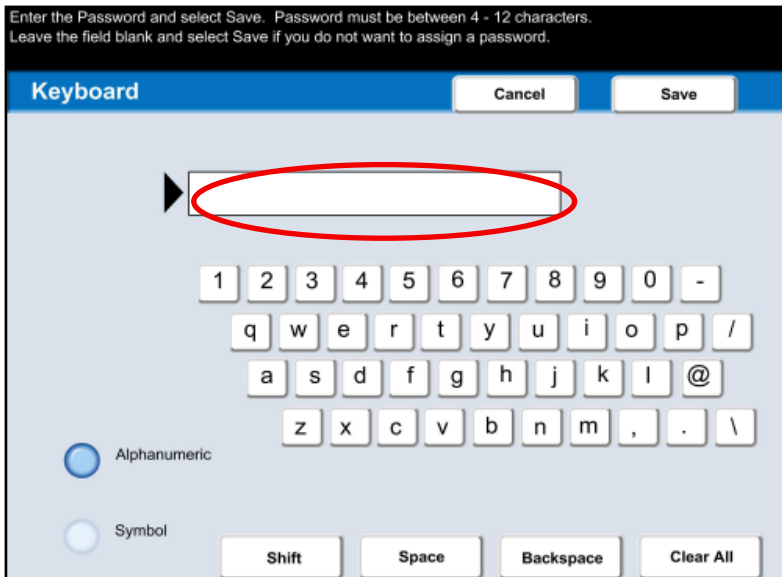 Enter the Password and select Save. Password must be between 4 - 12 characters.
Leave the field blank and select Save if you do not want to assign a password.
Keyboard Cancel Save
1 2 3 4 5 6 7 8 9 0 -
q w e r t y u i o p /
a s d f g h j k l @
z x c v b n m , . \
Alphanumeric
Symbol
Shift Space Backspace Clear All